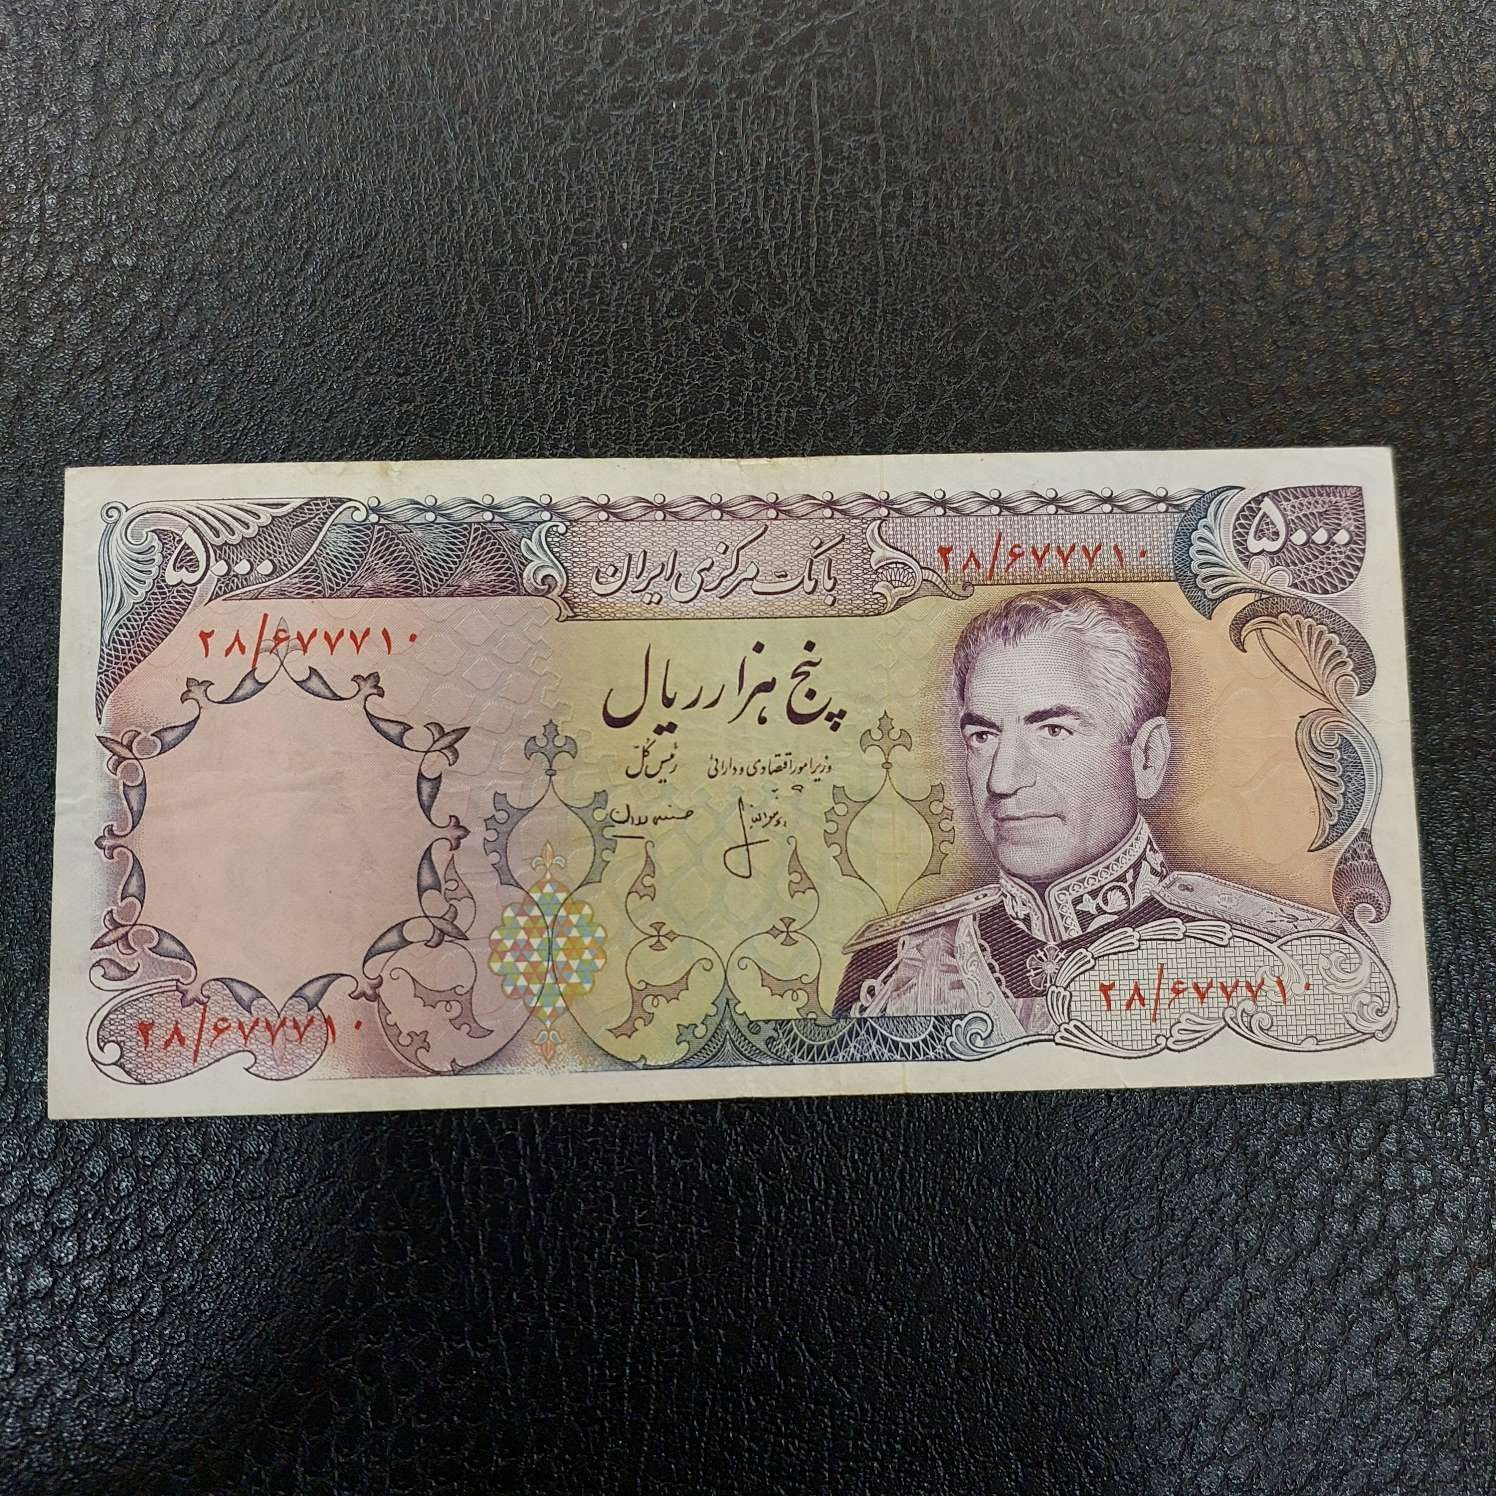 ۵۰۰۰
بانک مرکزی ایران
۲۸/۶۷۷۷۱۰
۵۰۰۰
۲۸/۶۷۷۷۱۰
پنج هزار ریال
وزیر امور اقتصادی و دارائی
رئیس کل
۲۸/۶۷۷۷۱۰
۲۸/۶۷۷۷۱۰